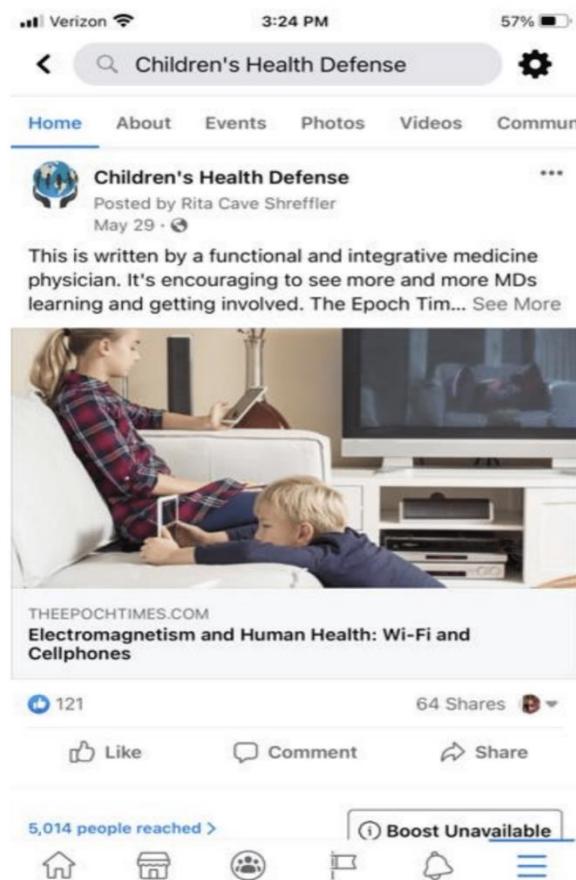 Verizon 3:24 PM 57%
Children's Health Defense
Home About Events Photos Videos Commun
Children's Health Defense
Posted by Rita Cave Shreffler
May 29 ·
This is written by a functional and integrative medicine
physician. It's encouraging to see more and more MDs
learning and getting involved. The Epoch Tim... See More
THEEPOCHTIMES.COM
Electromagnetism and Human Health: Wi-Fi and
Cellphones
121 64 Shares
Like Comment Share
5,014 people reached > Boost Unavailable